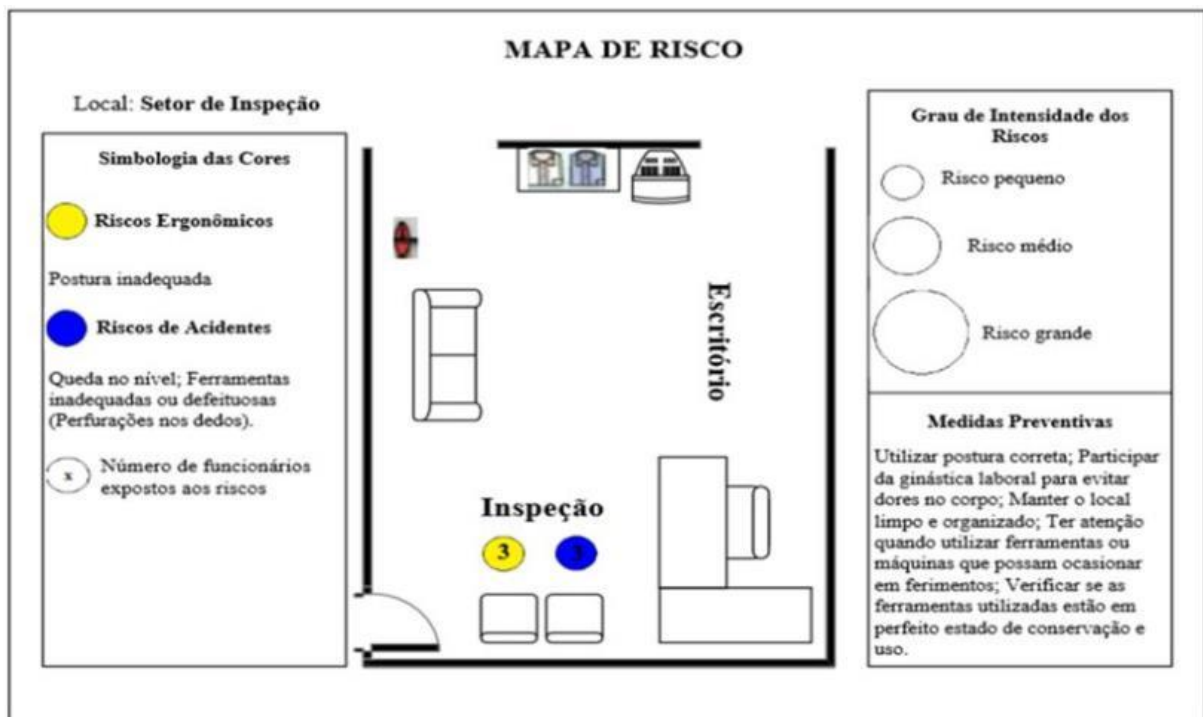 MAPA DE RISCO
Local: Setor de Inspeção
Simbologia das Cores
Riscos Ergonômicos
Postura inadequada
Riscos de Acidentes
Queda no nível; Ferramentas
inadequadas ou defeituosas
(Perfurações nos dedos).
x
Número de funcionários
expostos aos riscos
Escritório
Inspeção
3
3
Grau de Intensidade dos
Riscos
Risco pequeno
Risco médio
Risco grande
Medidas Preventivas
Utilizar postura correta; Participar
da ginástica laboral para evitar
dores no corpo; Manter o local
limpo e organizado; Ter atenção
quando utilizar ferramentas ou
máquinas que possam ocasionar
em ferimentos; Verificar se as
ferramentas utilizadas estão em
perfeito estado de conservação e
uso.